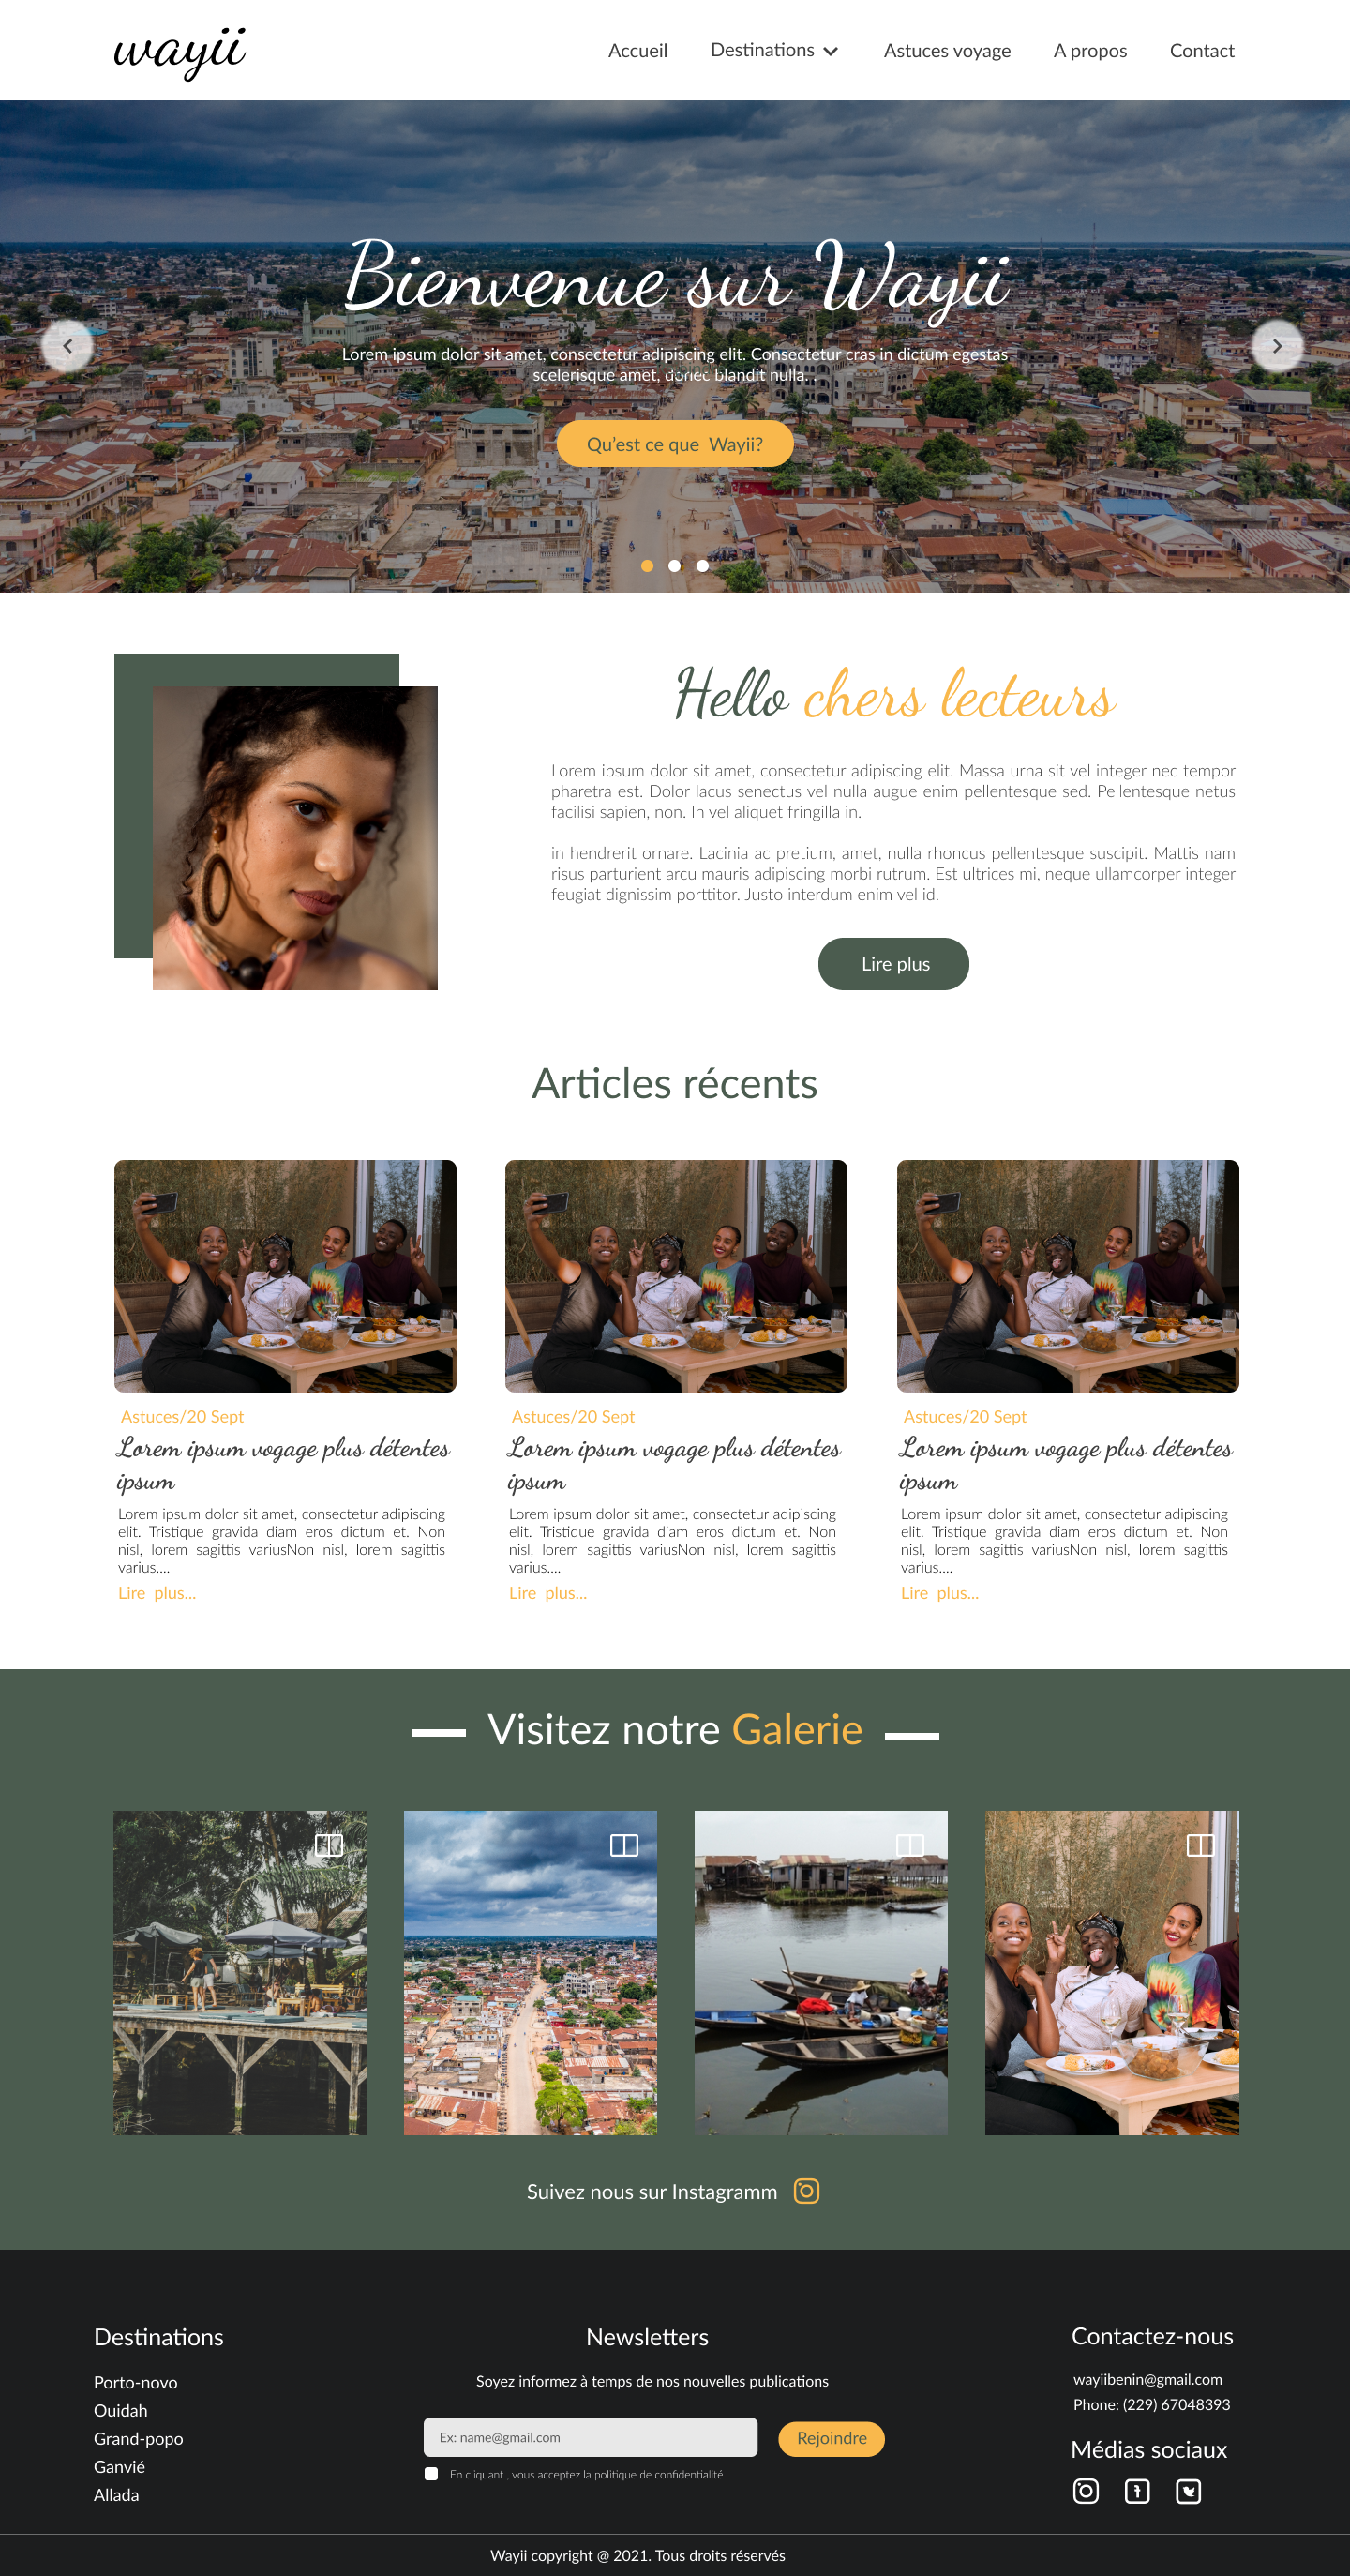 wayii
Accueil
Destinations
Astuces voyage
A propos
Contact
Bienvenue sur Wayii
Lorem ipsum dolor sit amet, consectetur adipiscing elit. Consectetur cras in dictum egestas
scelerisque amet, donec blandit nulla. .
Qu'est ce que Wayii?
Hello chers lecteurs
Lorem ipsum dolor sit amet, consectetur adipiscing elit. Massa urna sit vel integer nec tempor
pharetra est. Dolor lacus senectus vel nulla augue enim pellentesque sed. Pellentesque netus
facilisi sapien, non. In vel aliquet fringilla in.
in hendrerit ornare. Lacinia ac pretium, amet, nulla rhoncus pellentesque suscipit. Mattis nam
risus parturient arcu mauris adipiscing morbi rutrum. Est ultrices mi, neque ullamcorper integer
feugiat dignissim porttitor. Justo interdum enim vel id.
Lire plus
Articles récents
Astuces/20 Sept
Lorem ipsum vogage plus détentes
ipsum
Lorem ipsum dolor sit amet, consectetur adipiscing
elit. Tristique gravida diam eros dictum et. Non
nisl, lorem sagittis variusNon nisl, lorem sagittis
varius....
Lire plus...
Astuces/20 Sept
Lorem ipsum vogage plus détentes
ipsum
Lorem ipsum dolor sit amet, consectetur adipiscing
elit. Tristique gravida diam eros dictum et. Non
nisl, lorem sagittis variusNon nisl, lorem sagittis
varius....
Lire plus...
Astuces/20 Sept
Lorem ipsum vogage plus détentes
ipsum
Lorem ipsum dolor sit amet, consectetur adipiscing
elit. Tristique gravida diam eros dictum et. Non
nisl, lorem sagittis variusNon nisl, lorem sagittis
varius....
Lire plus...
Visitez notre Galerie
Suivez nous sur Instagramm
Destinations
Porto-novo
Ouidah
Grand-popo
Ganvié
Allada
Newsletters
Soyez informez à temps de nos nouvelles publications
Ex: name@gmail.com
Rejoindre
En cliquant , vous acceptez la politique de confidentialité.
Contactez-nous
wayiibenin@gmail.com
Phone: (229) 67048393
Médias sociaux
Wayii copyright @ 2021. Tous droits réservés